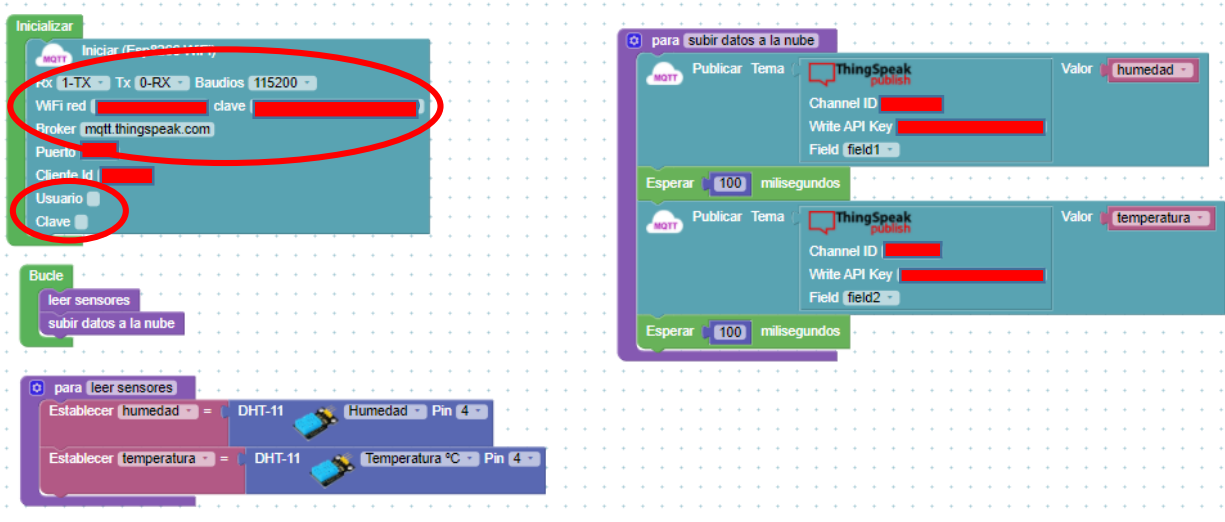 Inicializar
MQTT Iniciar (Esp8266 WiFi)
Rx 1-TX Tx 0-RX Baudios 115200
WiFi red clave
Broker mqtt.thingspeak.com
Puerto
Cliente Id
Usuario
Clave
Bucle
leer sensores
subir datos a la nube
para leer sensores
Establecer humedad = DHT-11 Humedad Pin 4
Establecer temperatura = DHT-11 Temperatura ºC Pin 4
para subir datos a la nube
MQTT Publicar Tema ThingSpeak publish Valor humedad
Channel ID
Write API Key
Field field1
Esperar 100 milisegundos
MQTT Publicar Tema ThingSpeak publish Valor temperatura
Channel ID
Write API Key
Field field2
Esperar 100 milisegundos